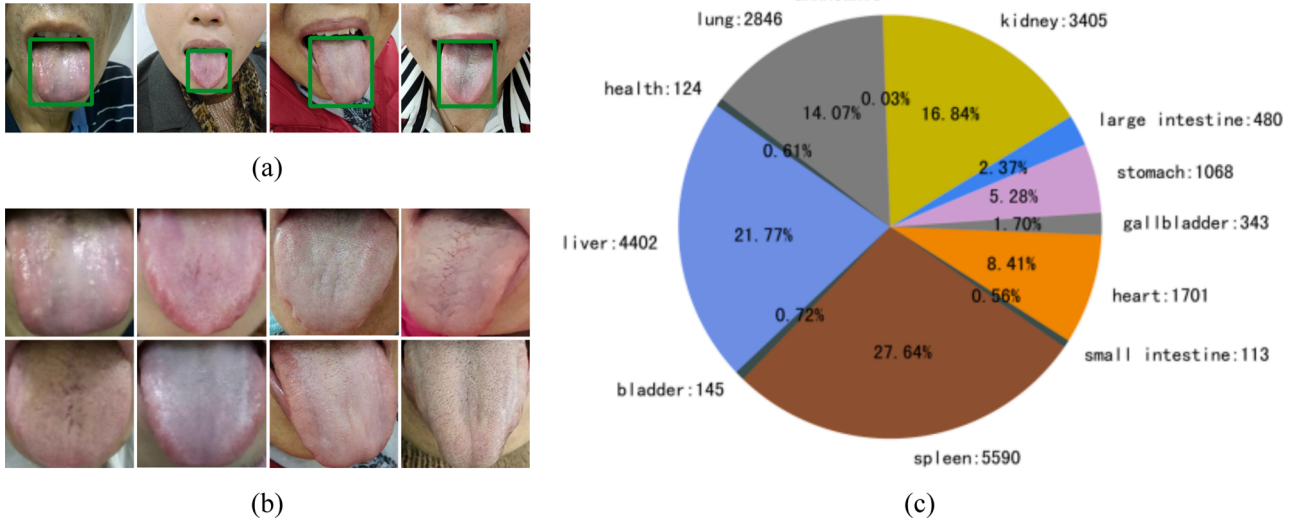 lung:2846
kidney:3405
health:124
0.03%
14.07%
16.84%
large intestine:480
0.61%
2.37%
stomach:1068
5.28%
(a)
1.70%
gallbladder:343
liver:4402
21.77%
8.41%
heart:1701
0.56%
0.72%
27.64%
small intestine:113
bladder:145
spleen:5590
(b)
(c)